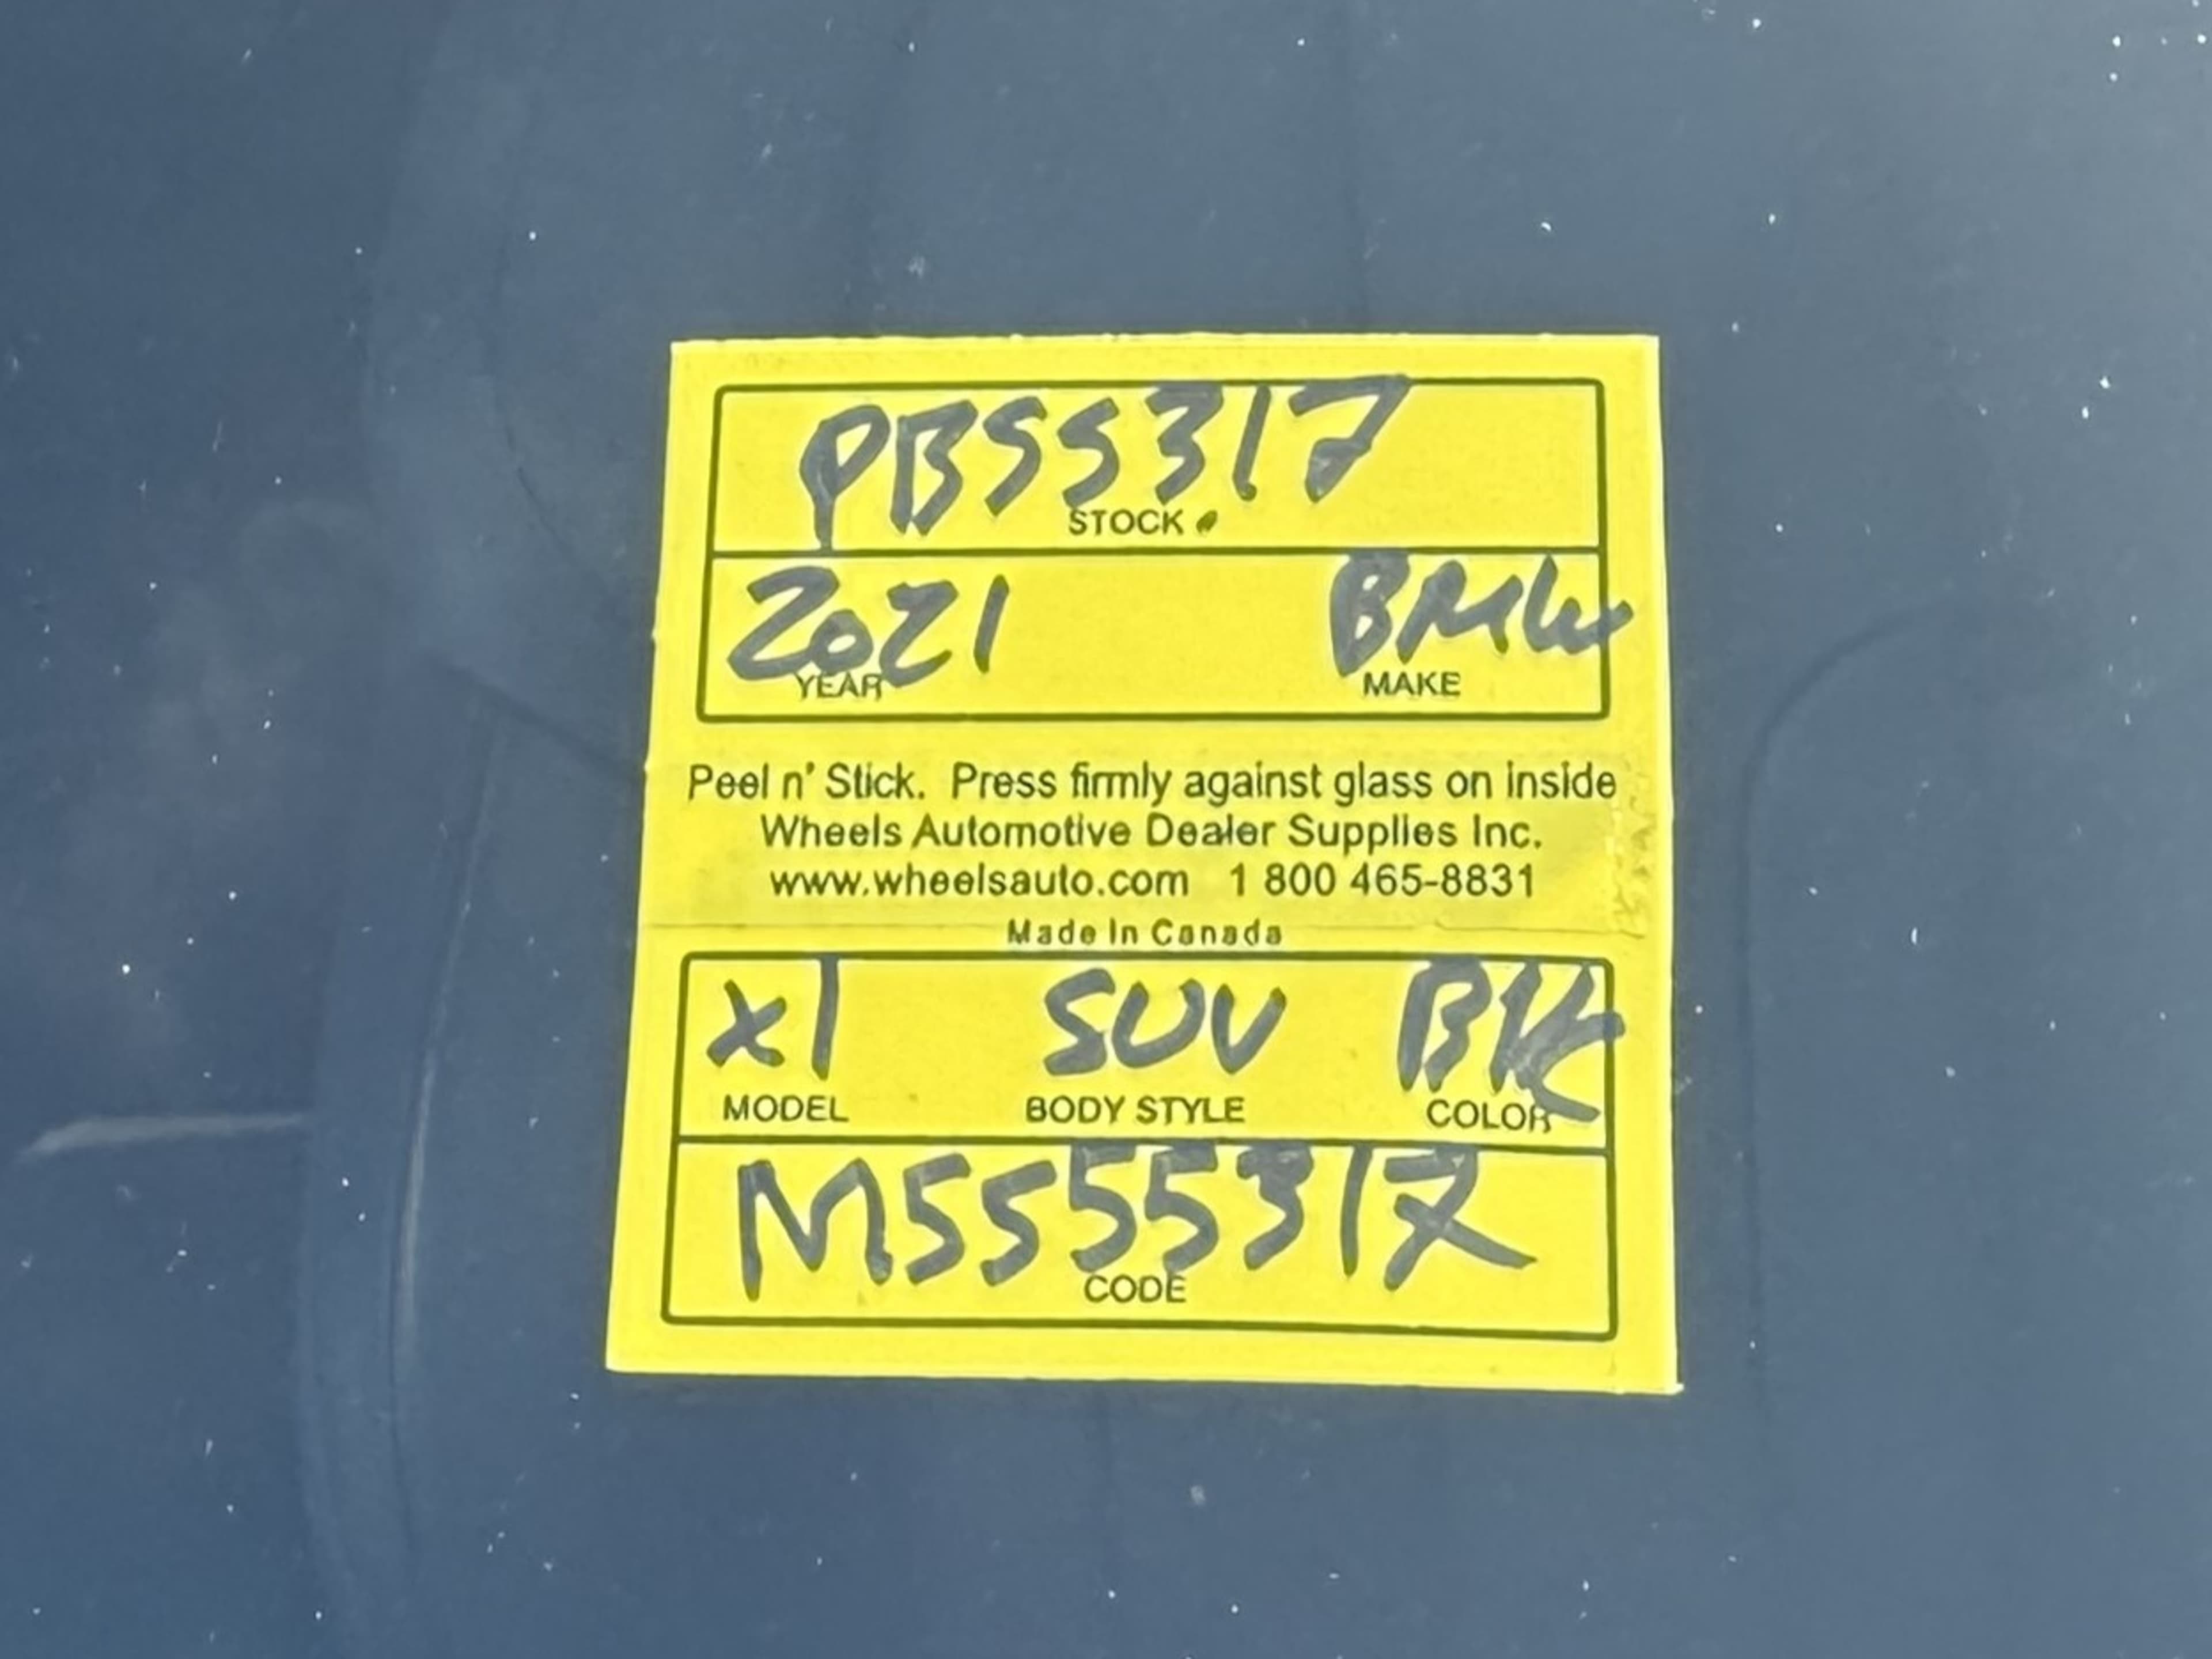 PB55317
STOCK.
2021 BMW
YEAR MAKE
Peel n' Stick. Press firmly against glass on inside
Wheels Automotive Dealer Supplies Inc.
www.wheelsauto.com 1 800 465-8831
Made In Canada
X1 SUV BK
MODEL BODY STYLE COLOR
M5555317
CODE